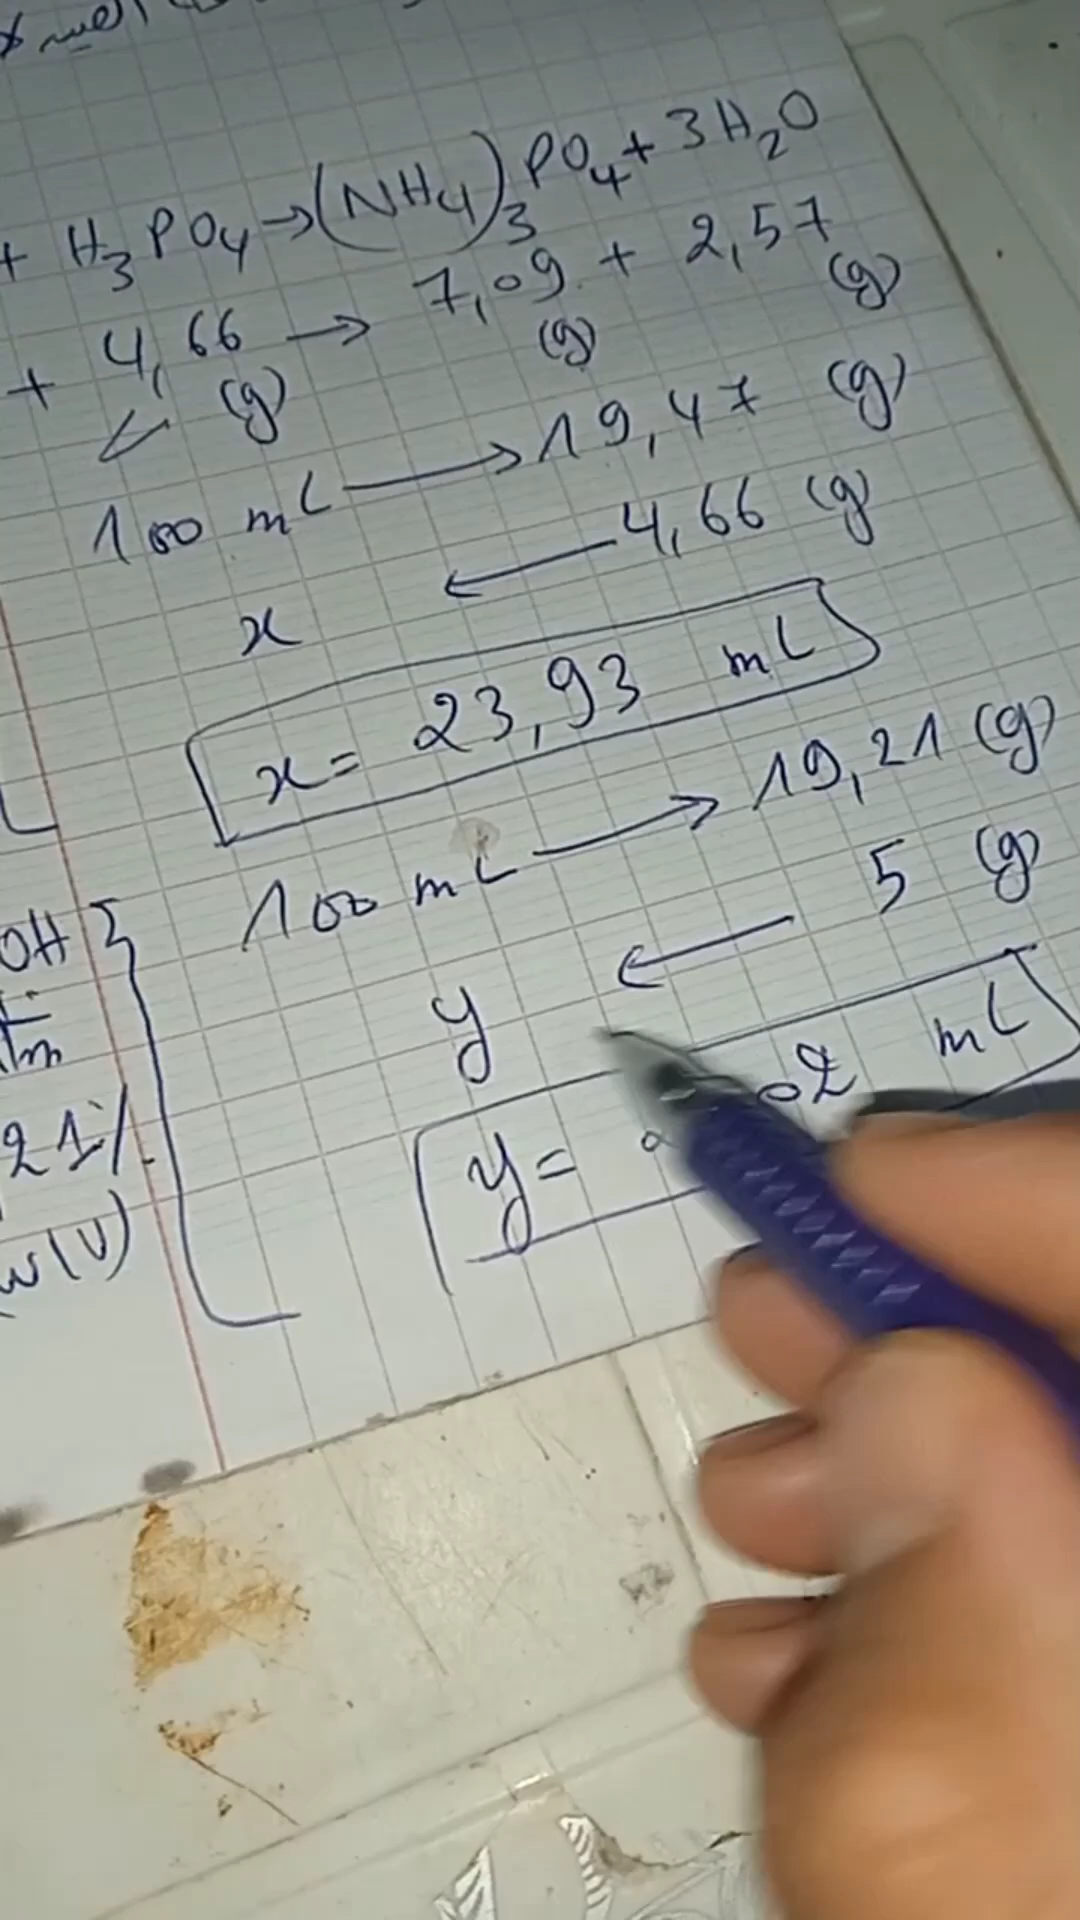 + H₃PO₄ → (NH₄)₃PO₄ + 3H₂O
+ 4,66 (g) → 7,09 (g) + 2,57 (g)
100 mL → 19,47 (g)
x ← 4,66 (g)
x = 23,93 mL
100 mL → 19,21 (g)
y ← 5 (g)
OH
21%
(w/V)
y = 02 mL